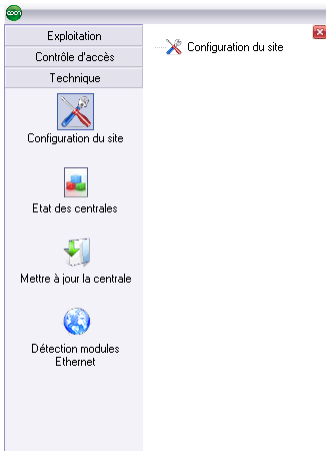 Exploitation
Contrôle d'accès
Technique
Configuration du site
Etat des centrales
Mettre à jour la centrale
Détection modules
Ethernet
Configuration du site